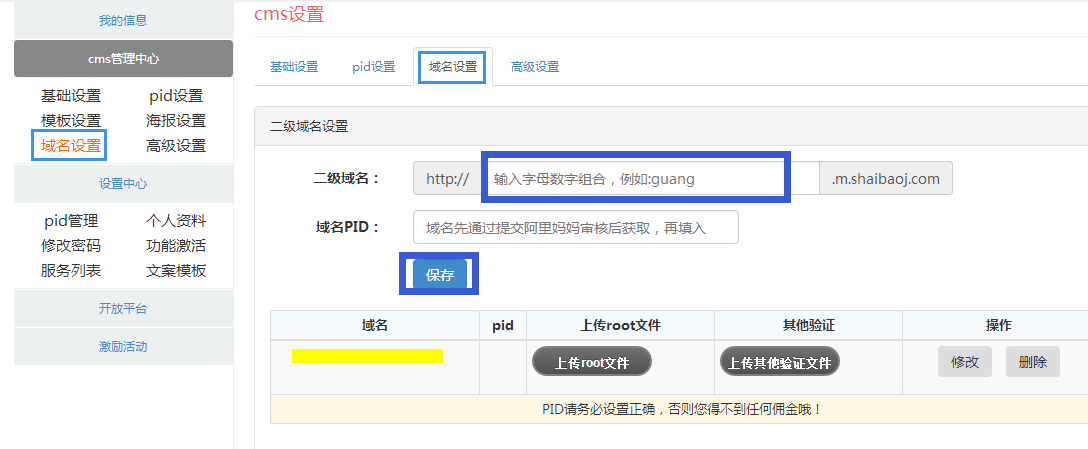 我的信息
cms管理中心
基础设置 pid设置
模板设置 海报设置
域名设置 高级设置
设置中心
pid管理 个人资料
修改密码 功能激活
服务列表 文案模板
开放平台
激励活动
cms设置
基础设置 pid设置 域名设置 高级设置
二级域名设置
二级域名： http:// 输入字母数字组合，例如:guang .m.shaibaoj.com
域名PID： 域名先通过提交阿里妈妈审核后获取，再填入
保存
域名 pid 上传root文件 其他验证 操作
上传root文件 上传其他验证文件 修改 删除
PID请务必设置正确，否则您得不到任何佣金哦！